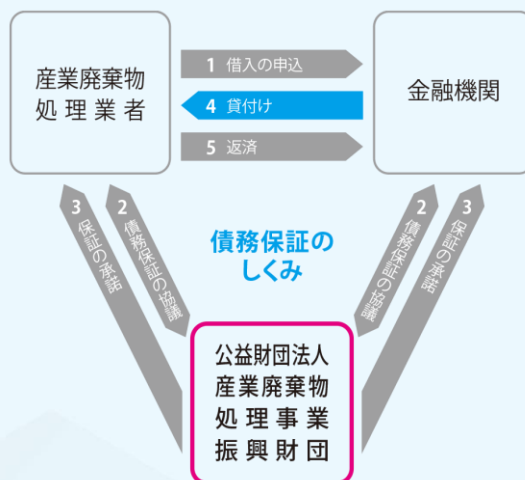 産業廃棄物
処理業者
1 借入の申込
4 貸付け
5 返済
金融機関
3 保証の承諾
2 債務保証の協議
債務保証の
しくみ
2 債務保証の協議
3 保証の承諾
公益財団法人
産業廃棄物
処理事業
振興財団